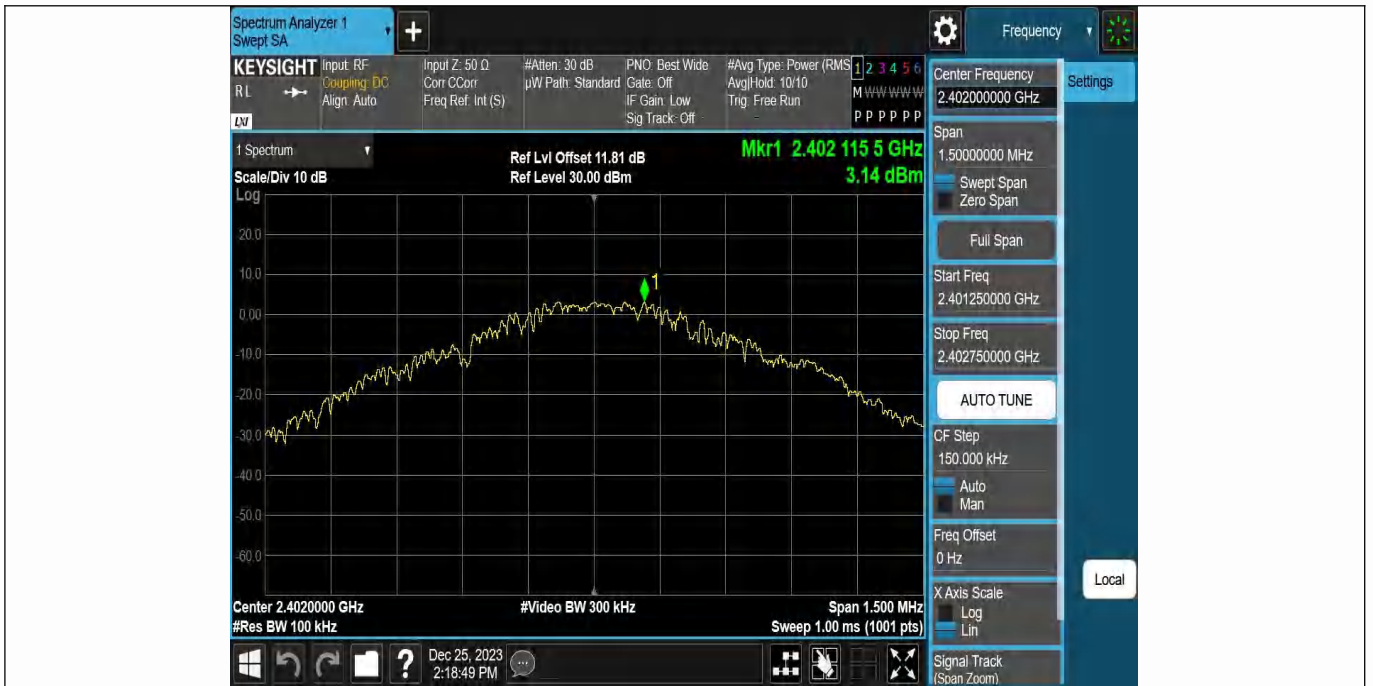 Spectrum Analyzer 1
Swept SA
+
Frequency
KEYSIGHT
RL
LXI
Input: RF
Coupling: DC
Align: Auto
Input Z: 50 Ω
Corr CCorr
Freq Ref: Int (S)
#Atten: 30 dB
µW Path: Standard
PNO: Best Wide
Gate: Off
IF Gain: Low
Sig Track: Off
#Avg Type: Power (RMS
Avg|Hold: 10/10
Trig: Free Run
1 2 3 4 5 6
M W W W W W
P P P P P P
1 Spectrum
Scale/Div 10 dB
Log
Ref Lvl Offset 11.81 dB
Ref Level 30.00 dBm
Mkr1 2.402 115 5 GHz
3.14 dBm
20.0
10.0
0.00
-10.0
-20.0
-30.0
-40.0
-50.0
-60.0
1
Center 2.4020000 GHz
#Res BW 100 kHz
#Video BW 300 kHz
Span 1.500 MHz
Sweep 1.00 ms (1001 pts)
Center Frequency
2.402000000 GHz
Settings
Span
1.50000000 MHz
Swept Span
Zero Span
Full Span
Start Freq
2.401250000 GHz
Stop Freq
2.402750000 GHz
AUTO TUNE
CF Step
150.000 kHz
Auto
Man
Freq Offset
0 Hz
Local
X Axis Scale
Log
Lin
Signal Track
(Span Zoom)
?
Dec 25, 2023
2:18:49 PM